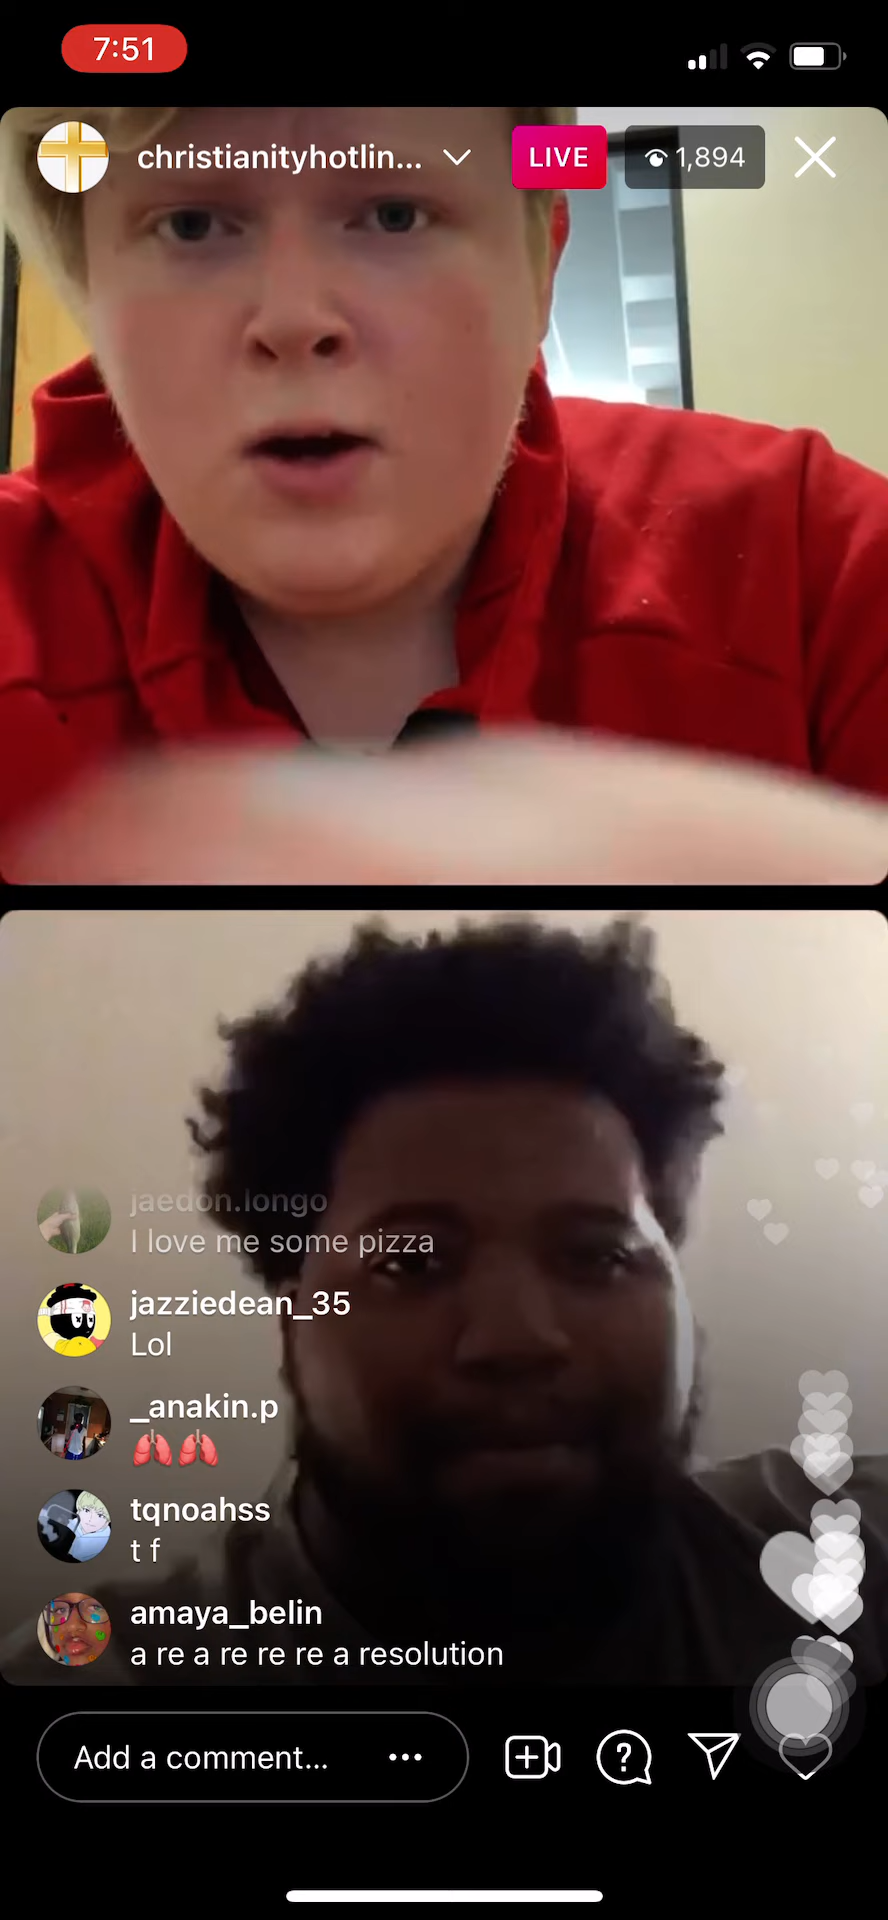 7:51
christianityhotlin...
LIVE
1,894
jaedon.longo
I love me some pizza
jazziedean_35
Lol
_anakin.p
tqnoahss
t f
amaya_belin
a re a re re re a resolution
Add a comment...